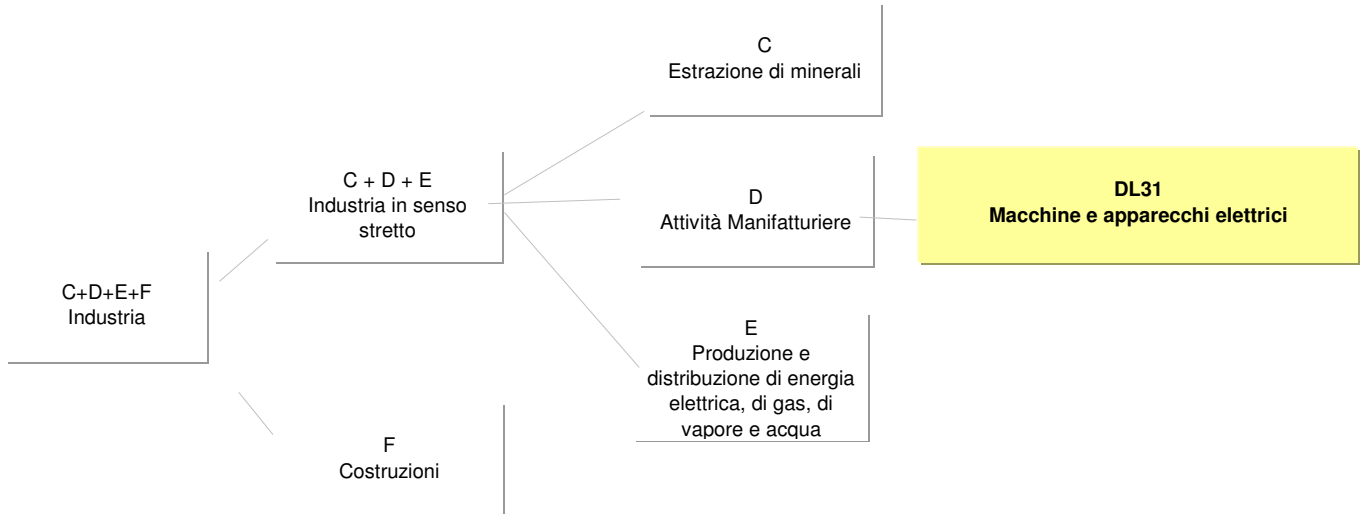 C+D+E+F
Industria
C + D + E
Industria in senso
stretto
F
Costruzioni
C
Estrazione di minerali
D
Attività Manifatturiere
E
Produzione e
distribuzione di energia
elettrica, di gas, di
vapore e acqua
DL31
Macchine e apparecchi elettrici